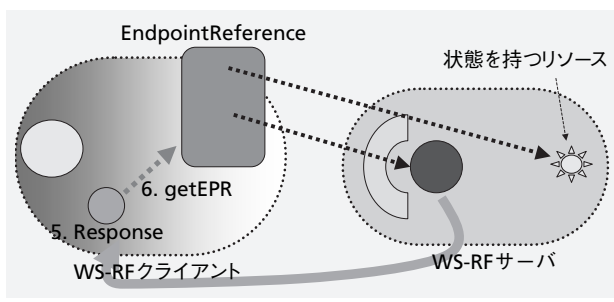 EndpointReference
状態を持つリソース
6. getEPR
5. Response
WS-RFクライアント
WS-RFサーバ